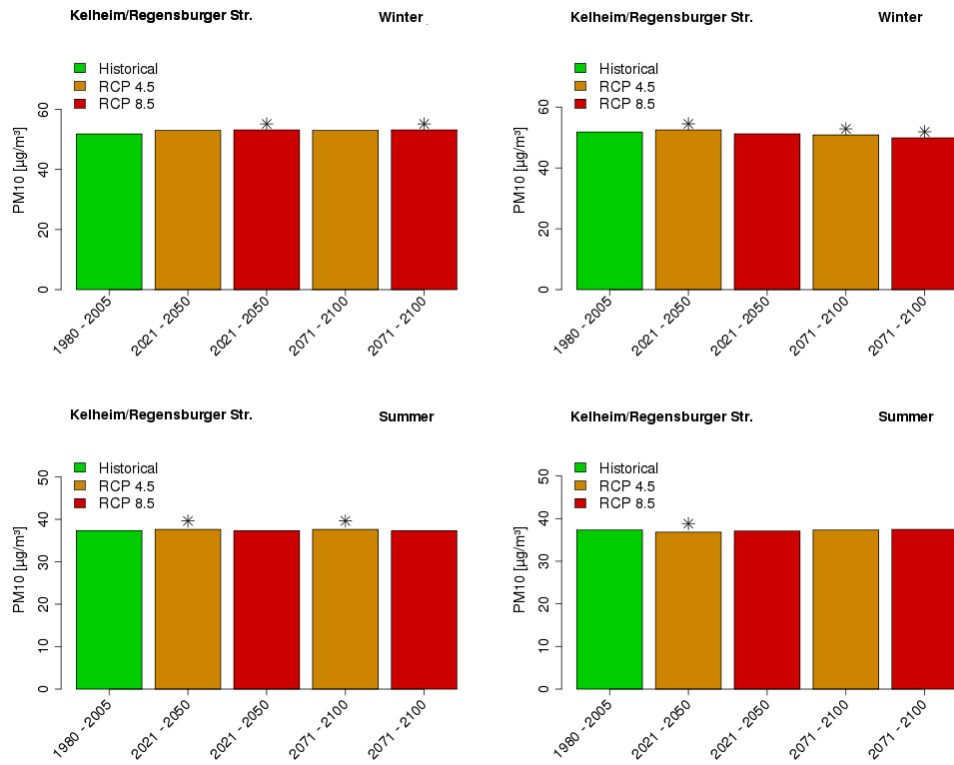 Kelheim/Regensburger Str. Winter
Historical
RCP 4.5
RCP 8.5
PM10 [µg/m³]
60
40
20
0
1980 - 2005
2021 - 2050
2021 - 2050
2071 - 2100
2071 - 2100
Kelheim/Regensburger Str. Winter
Historical
RCP 4.5
RCP 8.5
PM10 [µg/m³]
60
40
20
0
1980 - 2005
2021 - 2050
2021 - 2050
2071 - 2100
2071 - 2100
Kelheim/Regensburger Str. Summer
Historical
RCP 4.5
RCP 8.5
PM10 [µg/m³]
50
40
30
20
10
0
1980 - 2005
2021 - 2050
2021 - 2050
2071 - 2100
2071 - 2100
Kelheim/Regensburger Str. Summer
Historical
RCP 4.5
RCP 8.5
PM10 [µg/m³]
50
40
30
20
10
0
1980 - 2005
2021 - 2050
2021 - 2050
2071 - 2100
2071 - 2100